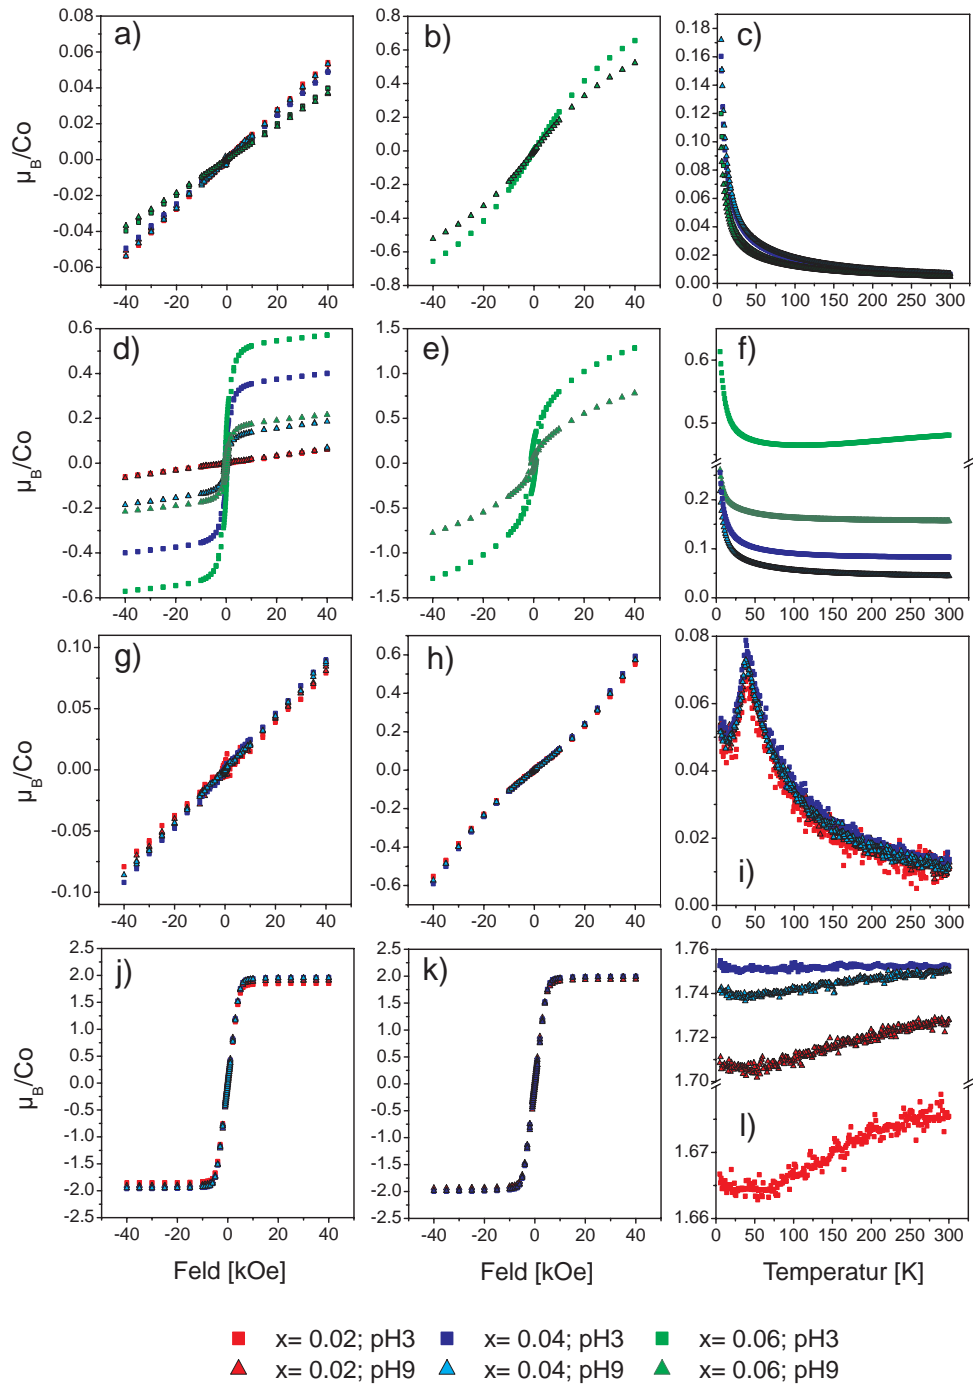 a)
0.08
0.06
0.04
0.02
0.00
-0.02
-0.04
-0.06
-40 -20 0 20 40
μB/Co
b)
0.8
0.6
0.4
0.2
0.0
-0.2
-0.4
-0.6
-0.8
-40 -20 0 20 40
c)
0.18
0.16
0.14
0.12
0.10
0.08
0.06
0.04
0.02
0.00
0 50 100 150 200 250 300
d)
0.6
0.4
0.2
0.0
-0.2
-0.4
-0.6
-40 -20 0 20 40
μB/Co
e)
1.5
1.0
0.5
0.0
-0.5
-1.0
-1.5
-40 -20 0 20 40
f)
0.6
0.5
0.2
0.1
0.0
0 50 100 150 200 250 300
g)
0.10
0.05
0.00
-0.05
-0.10
-40 -20 0 20 40
μB/Co
h)
0.6
0.4
0.2
0.0
-0.2
-0.4
-0.6
-40 -20 0 20 40
i)
0.08
0.06
0.04
0.02
0.00
0 50 100 150 200 250 300
j)
2.5
2.0
1.5
1.0
0.5
0.0
-0.5
-1.0
-1.5
-2.0
-2.5
-40 -20 0 20 40
μB/Co
Feld [kOe]
k)
2.5
2.0
1.5
1.0
0.5
0.0
-0.5
-1.0
-1.5
-2.0
-2.5
-40 -20 0 20 40
Feld [kOe]
l)
1.76
1.74
1.72
1.70
1.67
1.66
0 50 100 150 200 250 300
Temperatur [K]
x= 0.02; pH3 x= 0.04; pH3 x= 0.06; pH3
x= 0.02; pH9 x= 0.04; pH9 x= 0.06; pH9